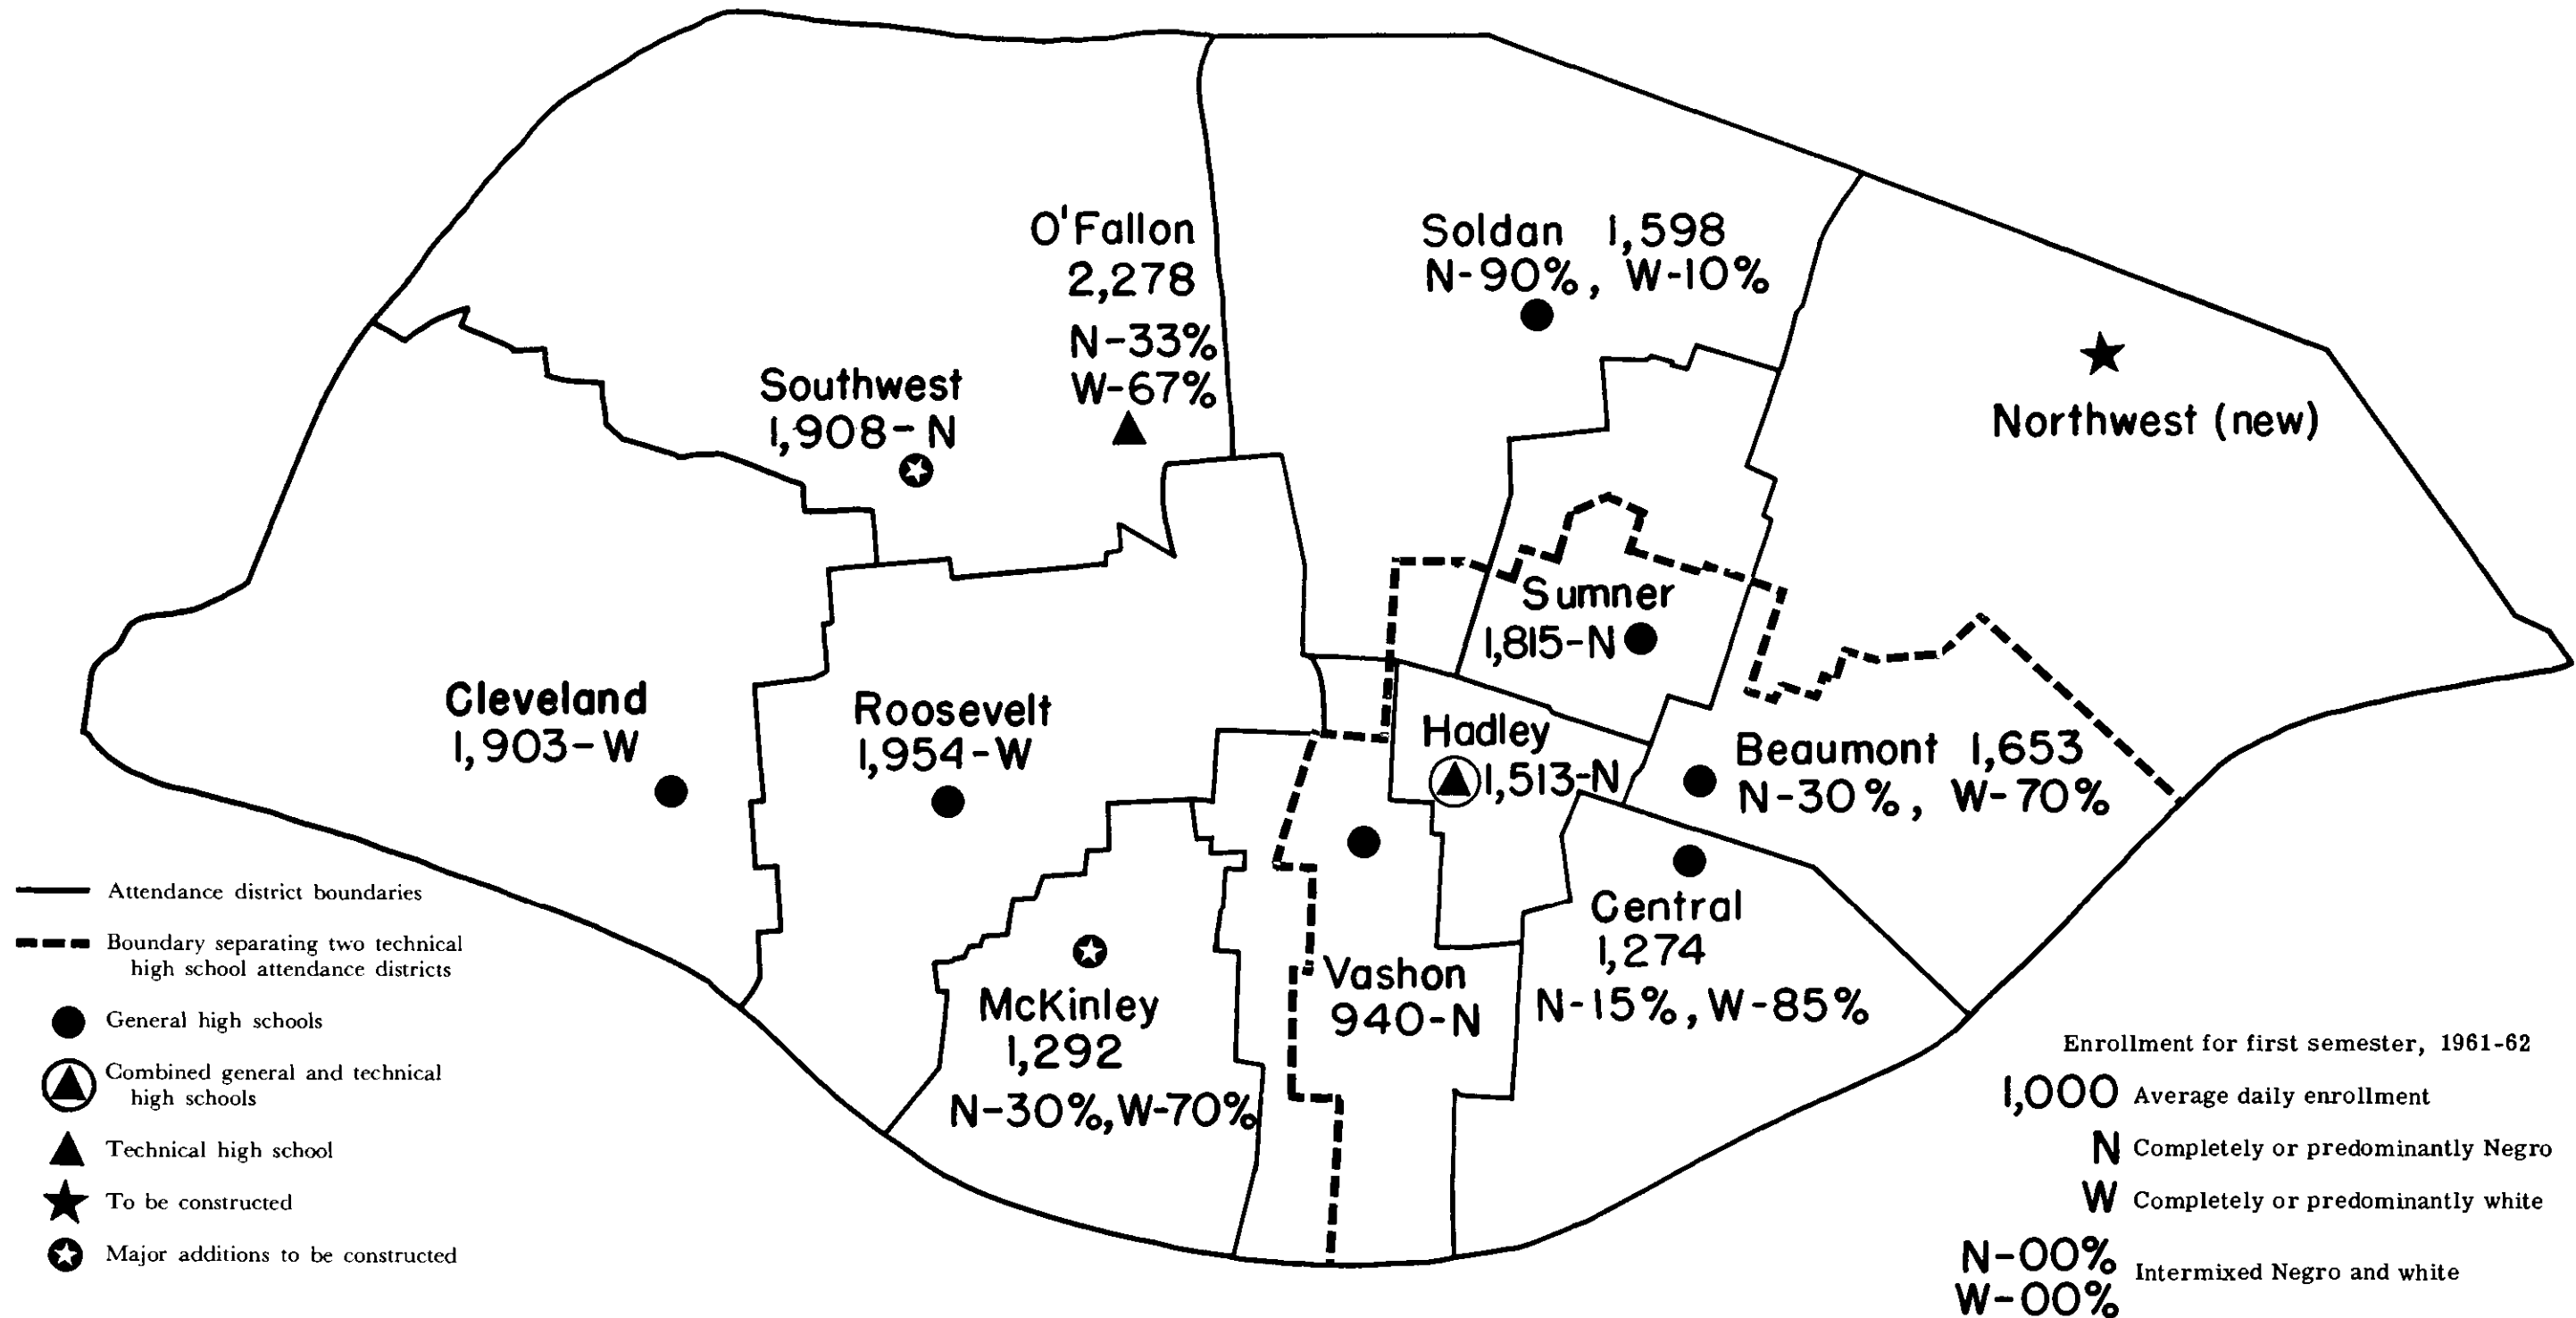 O'Fallon
2,278
N-33%
W-67%
Soldan 1,598
N-90%, W-10%
Southwest
1,908-N
Northwest (new)
Sumner
1,815-N
Cleveland
1,903-W
Roosevelt
1,954-W
Hadley
1,513-N
Beaumont 1,653
N-30%, W-70%
Central
1,274
N-15%, W-85%
Vashon
940-N
McKinley
1,292
N-30%, W-70%
Attendance district boundaries
Boundary separating two technical
high school attendance districts
General high schools
Combined general and technical
high schools
Technical high school
To be constructed
Major additions to be constructed
Enrollment for first semester, 1961-62
1,000 Average daily enrollment
N Completely or predominantly Negro
W Completely or predominantly white
N-00%
W-00%
Intermixed Negro and white